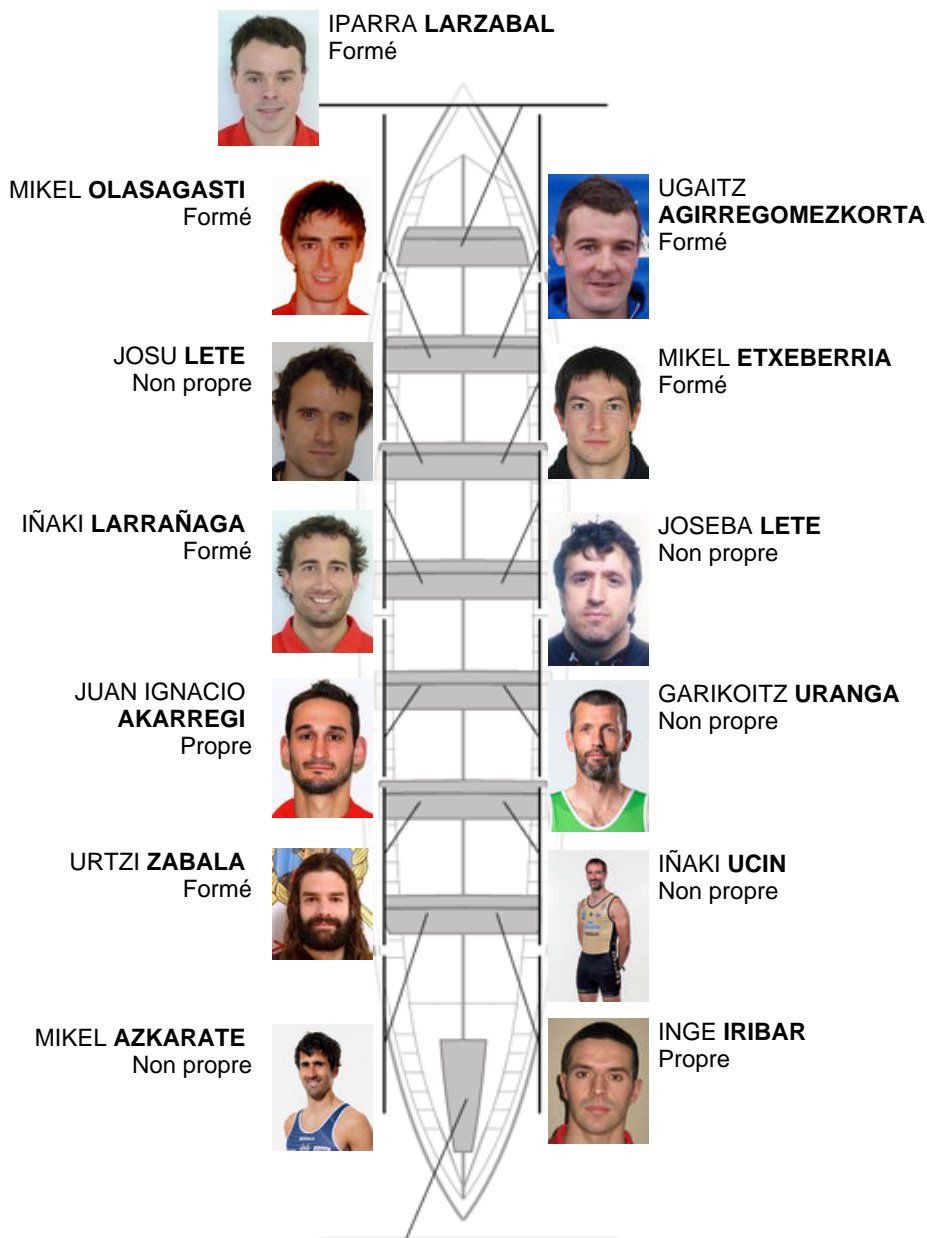 IPARRA LARZABAL
Formé
MIKEL OLASAGASTI
Formé
UGAITZ
AGIRREGOMEZKORTA
Formé
JOSU LETE
Non propre
MIKEL ETXEBERRIA
Formé
IÑAKI LARRAÑAGA
Formé
JOSEBA LETE
Non propre
JUAN IGNACIO
AKARREGI
Propre
GARIKOITZ URANGA
Non propre
URTZI ZABALA
Formé
IÑAKI UCIN
Non propre
MIKEL AZKARATE
Non propre
INGE IRIBAR
Propre